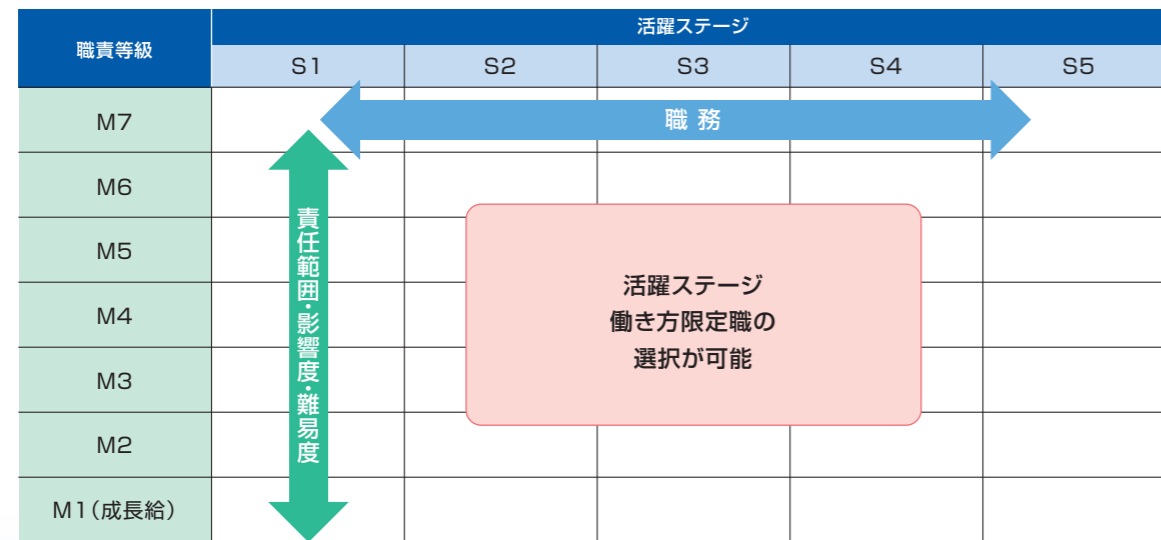 職責等級
活躍ステージ
S1
S2
S3
S4
S5
M7
職務
M6
M5
M4
M3
M2
M1(成長給)
責任範囲・影響度・難易度
活躍ステージ
働き方限定職の
選択が可能